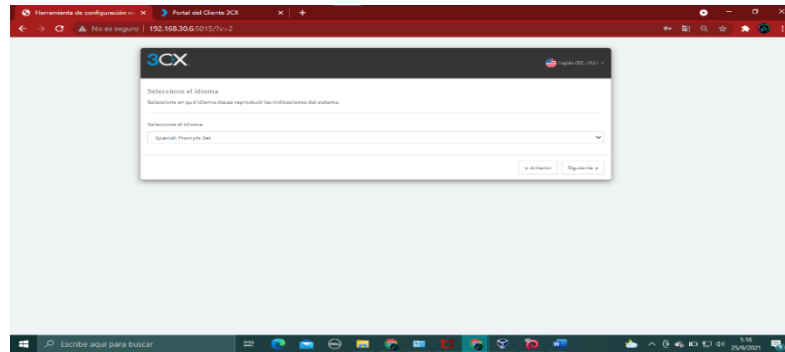 Herramienta de configuración
Portal del Cliente 3CX
No es seguro
192.168.30.6:5015/?v=2
3CX
Inglés (EE. UU.)
Seleccione el idioma
Seleccione en qué idioma desea reproducir las indicaciones del sistema.
Seleccione el idioma
Spanish Prompts Set
« Anterior
Siguiente »
Escribe aquí para buscar
5:16
25/9/2021